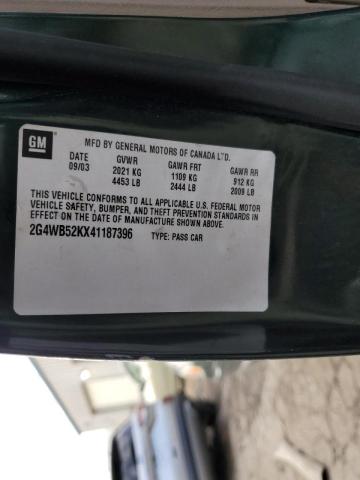 GM
MFD BY GENERAL MOTORS OF CANADA LTD.
DATE GVWR GAWR FRT GAWR RR
09/03 2021 KG 1109 KG 912 KG
4453 LB 2444 LB 2009 LB
THIS VEHICLE CONFORMS TO ALL APPLICABLE U.S. FEDERAL MOTOR
VEHICLE SAFETY, BUMPER, AND THEFT PREVENTION STANDARDS IN
EFFECT ON THE DATE OF MANUFACTURE SHOWN ABOVE.
2G4WB52KX41187396 TYPE: PASS CAR